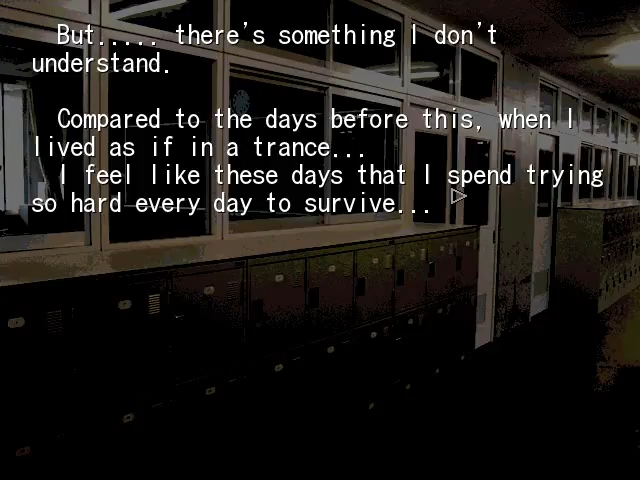 But..... there's something I don't
understand.
Compared to the days before this, when I
lived as if in a trance...
I feel like these days that I spend trying
so hard every day to survive...